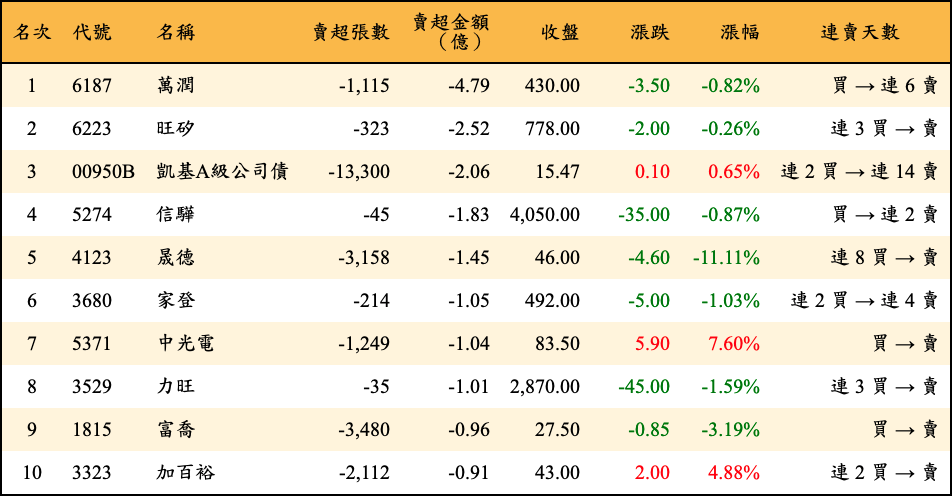 名次 代號 名稱 賣超張數 賣超金額（億） 收盤 漲跌 漲幅 連賣天數
1 6187 萬潤 -1,115 -4.79 430.00 -3.50 -0.82% 買 → 連 6 賣
2 6223 旺矽 -323 -2.52 778.00 -2.00 -0.26% 連 3 買 → 賣
3 00950B 凱基A級公司債 -13,300 -2.06 15.47 0.10 0.65% 連 2 買 → 連 14 賣
4 5274 信驊 -45 -1.83 4,050.00 -35.00 -0.87% 買 → 連 2 賣
5 4123 晟德 -3,158 -1.45 46.00 -4.60 -11.11% 連 8 買 → 賣
6 3680 家登 -214 -1.05 492.00 -5.00 -1.03% 連 2 買 → 連 4 賣
7 5371 中光電 -1,249 -1.04 83.50 5.90 7.60% 買 → 賣
8 3529 力旺 -35 -1.01 2,870.00 -45.00 -1.59% 連 3 買 → 賣
9 1815 富喬 -3,480 -0.96 27.50 -0.85 -3.19% 買 → 賣
10 3323 加百裕 -2,112 -0.91 43.00 2.00 4.88% 連 2 買 → 賣